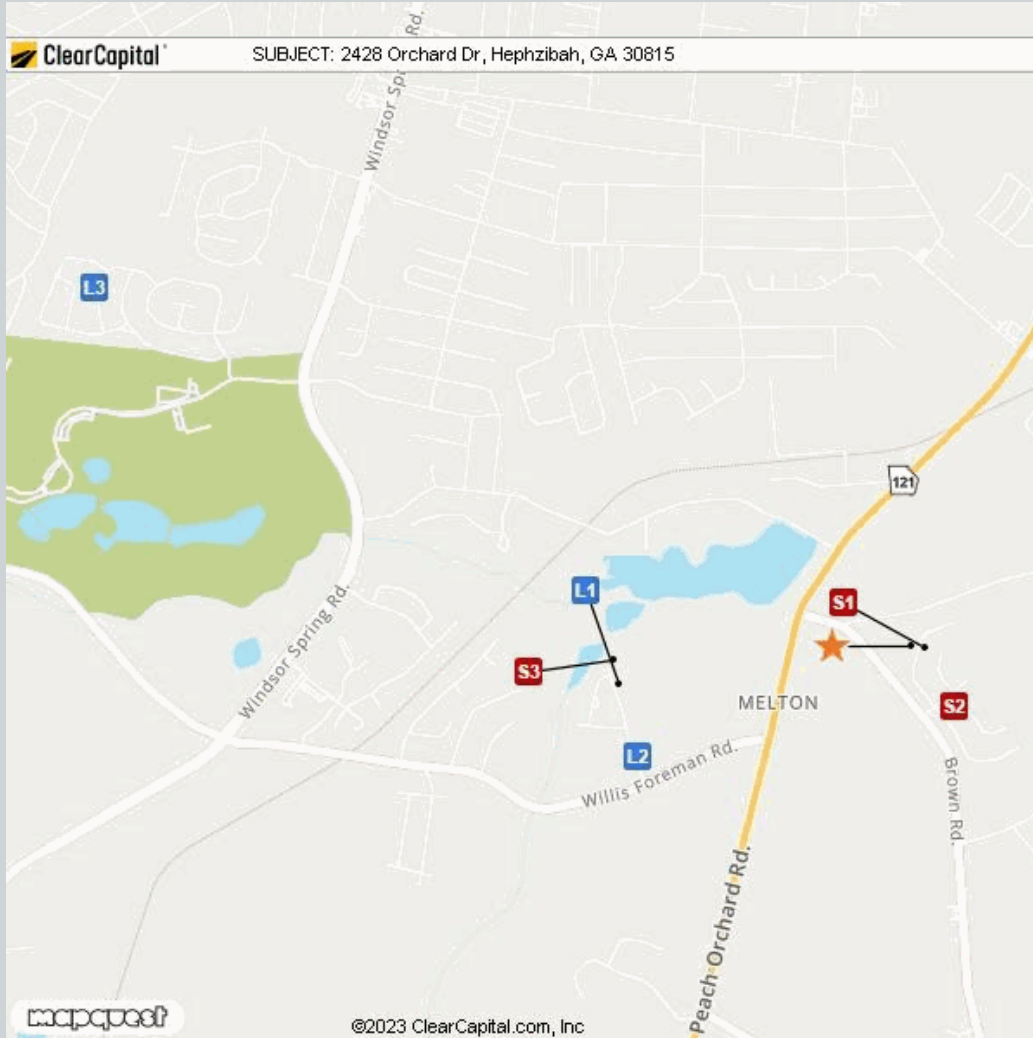 ClearCapital SUBJECT: 2428 Orchard Dr, Hephzibah, GA 30815
Windsor Spring Rd.
L3
121
L1
S1
S3
MELTON
S2
Windsor Spring Rd.
L2
Willis Foreman Rd.
Brown Rd.
Peach Orchard Rd.
mapquest
©2023 ClearCapital.com, Inc